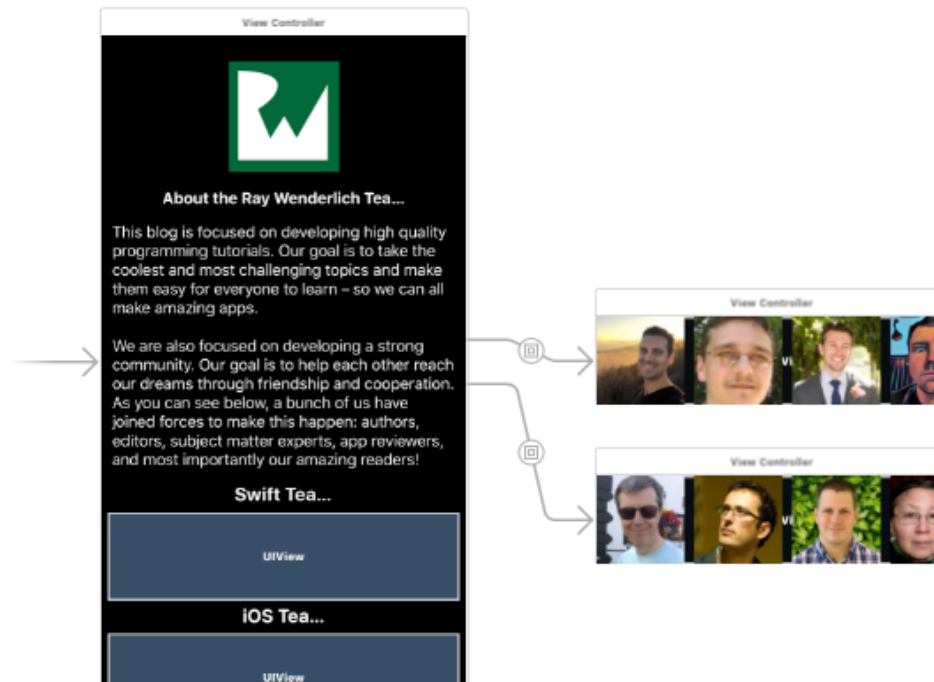 View Controller
RW
About the Ray Wenderlich Tea...
This blog is focused on developing high quality
programming tutorials. Our goal is to take the
coolest and most challenging topics and make
them easy for everyone to learn – so we can all
make amazing apps.
We are also focused on developing a strong
community. Our goal is to help each other reach
our dreams through friendship and cooperation.
As you can see below, a bunch of us have
joined forces to make this happen: authors,
editors, subject matter experts, app reviewers,
and most importantly our amazing readers!
Swift Tea...
UIView
iOS Tea...
UIView
View Controller
View Controller